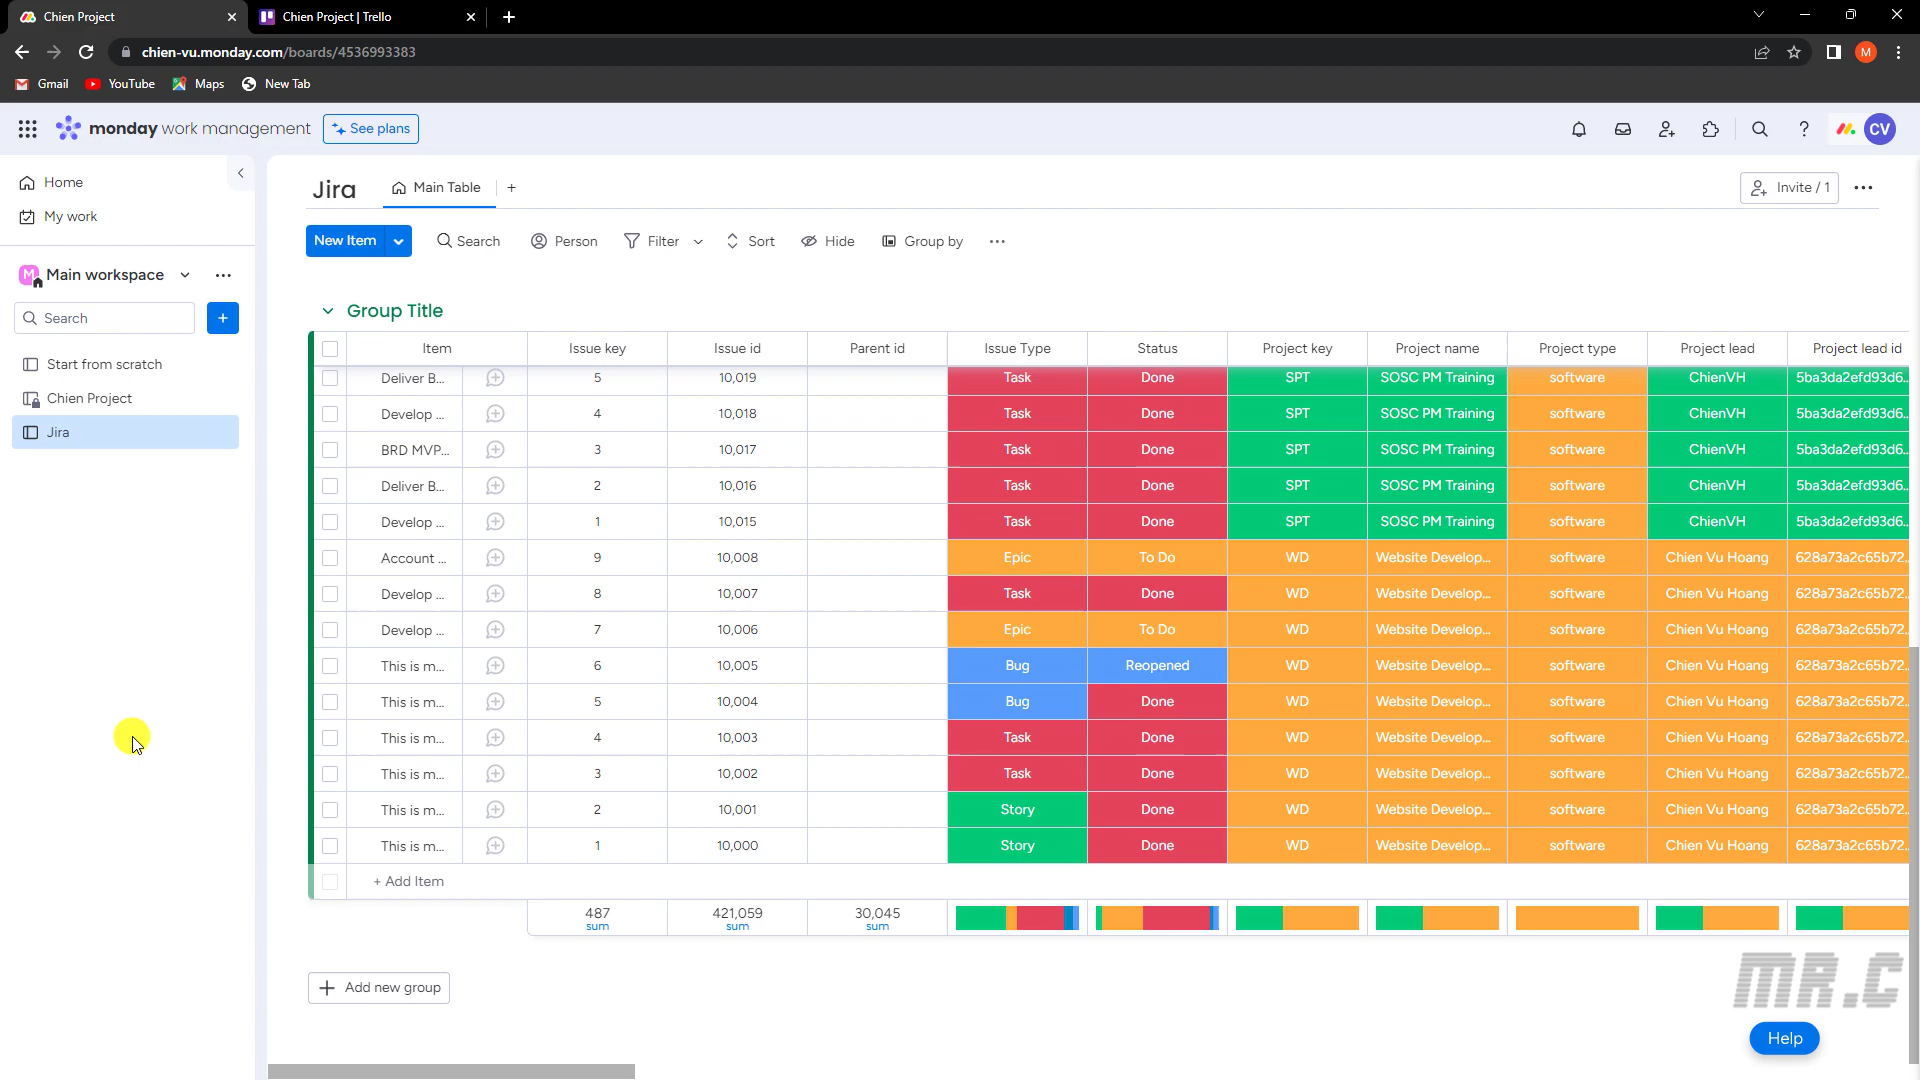 Chien Project
Chien Project | Trello
chien-vu.monday.com/boards/4536993383
M
Gmail
YouTube
Maps
New Tab
monday work management
See plans
CV
Home
My work
M
Main workspace
Search
Start from scratch
Chien Project
Jira
Jira
Main Table
Invite / 1
New Item
Search
Person
Filter
Sort
Hide
Group by
Group Title
Item Issue key Issue id Parent id Issue Type Status Project key Project name Project type Project lead Project lead id
Deliver B... 5 10,019 Task Done SPT SOSC PM Training software ChienVH 5ba3da2efd93d6..
Develop ... 4 10,018 Task Done SPT SOSC PM Training software ChienVH 5ba3da2efd93d6..
BRD MVP... 3 10,017 Task Done SPT SOSC PM Training software ChienVH 5ba3da2efd93d6..
Deliver B... 2 10,016 Task Done SPT SOSC PM Training software ChienVH 5ba3da2efd93d6..
Develop ... 1 10,015 Task Done SPT SOSC PM Training software ChienVH 5ba3da2efd93d6..
Account ... 9 10,008 Epic To Do WD Website Develop... software Chien Vu Hoang 628a73a2c65b72..
Develop ... 8 10,007 Task Done WD Website Develop... software Chien Vu Hoang 628a73a2c65b72..
Develop ... 7 10,006 Epic To Do WD Website Develop... software Chien Vu Hoang 628a73a2c65b72..
This is m... 6 10,005 Bug Reopened WD Website Develop... software Chien Vu Hoang 628a73a2c65b72..
This is m... 5 10,004 Bug Done WD Website Develop... software Chien Vu Hoang 628a73a2c65b72..
This is m... 4 10,003 Task Done WD Website Develop... software Chien Vu Hoang 628a73a2c65b72..
This is m... 3 10,002 Task Done WD Website Develop... software Chien Vu Hoang 628a73a2c65b72..
This is m... 2 10,001 Story Done WD Website Develop... software Chien Vu Hoang 628a73a2c65b72..
This is m... 1 10,000 Story Done WD Website Develop... software Chien Vu Hoang 628a73a2c65b72..
+ Add Item
487 421,059 30,045
sum sum sum
Add new group
MR.C
Help